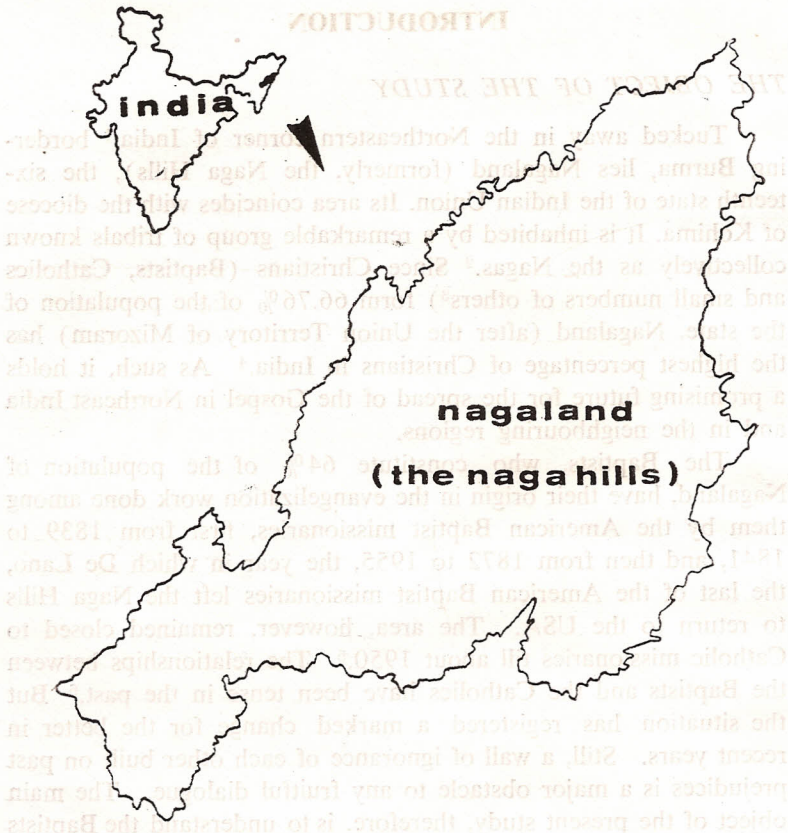 INTRODUCTION
THE OBJECT OF THE STUDY
india
Tucked away in the Northeastern corner of India, border-
ing Burma, lies Nagaland (formerly, the Naga Hills), the six-
teenth state of the Indian Union. Its area coincides with the diocese
of Kohima. It is inhabited by a remarkable group of tribals known
collectively as the Nagas. Since Christians (Baptists, Catholics
and small numbers of others) form 66.76% of the population of
the state. Nagaland (after the Union Territory of Mizoram) has
the highest percentage of Christians in India. As such, it holds
a promising future for the spread of the Gospel in Northeast India
and in the neighbouring regions.
nagaland
(the nagahills)
The Baptists who constitute 64% of the population of
Nagaland, have their origin in the evangelization work done among
them by the American Baptist missionaries, first from 1839 to
1841, and then from 1872 to 1955, the year in which De Lano,
the last of the American Baptist missionaries left the Naga Hills
to return to the USA. The area, however, remained closed to
Catholic missionaries till about 1950. The relationships between
the Baptists and the Catholics have been tense in the past. But
the situation has registered a marked change for the better in
recent years. Still, a wall of ignorance of each other built on past
prejudices is a major obstacle to any fruitful dialogue. The main
object of the present study, therefore, is to understand the Baptists